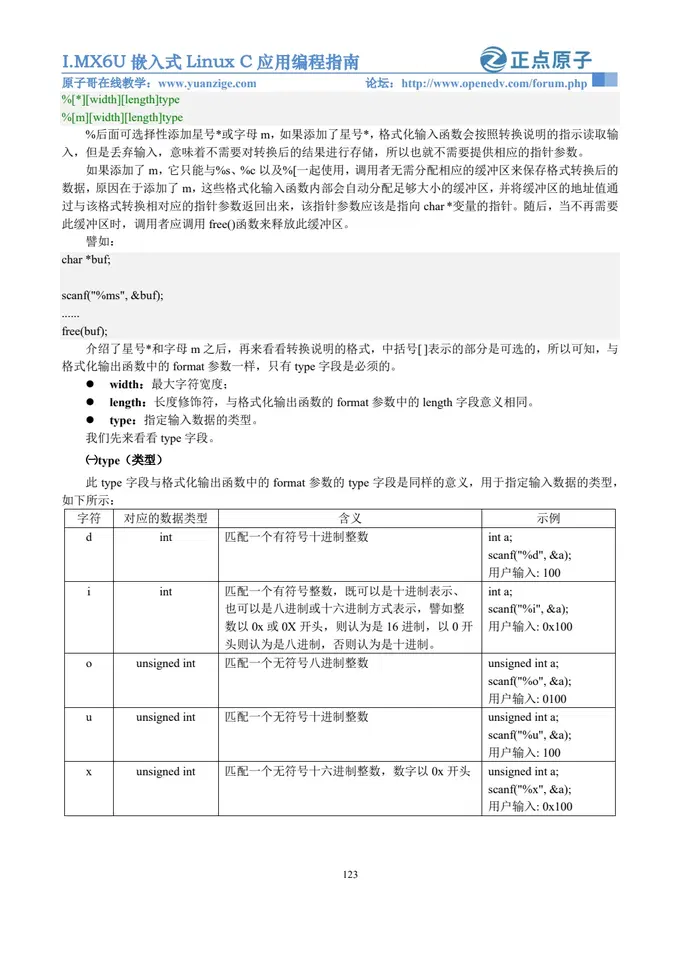 I.MX6U 嵌入式 Linux C 应用编程指南
正点原子
原子哥在线教学：www.yuanzige.com 论坛：http://www.openedv.com/forum.php
%[*][width][length]type
%[m][width][length]type
%后面可选择性添加星号*或字母 m，如果添加了星号*，格式化输入函数会按照转换说明的指示读取输
入，但是丢弃输入，意味着不需要对转换后的结果进行存储，所以也就不需要提供相应的指针参数。
如果添加了 m，它只能与%s、%c 以及%[一起使用，调用者无需分配相应的缓冲区来保存格式转换后的
数据，原因在于添加了 m，这些格式化输入函数内部会自动分配足够大小的缓冲区，并将缓冲区的地址值通
过与该格式转换相对应的指针参数返回出来，该指针参数应该是指向 char *变量的指针。随后，当不再需要
此缓冲区时，调用者应调用 free()函数来释放此缓冲区。
譬如：
char *buf;
scanf("%ms", &buf);
......
free(buf);
介绍了星号*和字母 m 之后，再来看看转换说明的格式，中括号[ ]表示的部分是可选的，所以可知，与
格式化输出函数中的 format 参数一样，只有 type 字段是必须的。
● width：最大字符宽度；
● length：长度修饰符，与格式化输出函数的 format 参数中的 length 字段意义相同。
● type：指定输入数据的类型。
我们先来看看 type 字段。
㈠type（类型）
此 type 字段与格式化输出函数中的 format 参数的 type 字段是同样的意义，用于指定输入数据的类型，
如下所示：
字符 对应的数据类型 含义 示例
d int 匹配一个有符号十进制整数 int a;
scanf("%d", &a);
用户输入: 100
i int 匹配一个有符号整数，既可以是十进制表示、 int a;
也可以是八进制或十六进制方式表示，譬如整 scanf("%i", &a);
数以 0x 或 0X 开头，则认为是 16 进制，以 0 开 用户输入: 0x100
头则认为是八进制，否则认为是十进制。
o unsigned int 匹配一个无符号八进制整数 unsigned int a;
scanf("%o", &a);
用户输入: 0100
u unsigned int 匹配一个无符号十进制整数 unsigned int a;
scanf("%u", &a);
用户输入: 100
x unsigned int 匹配一个无符号十六进制整数，数字以 0x 开头 unsigned int a;
scanf("%x", &a);
用户输入: 0x100
123